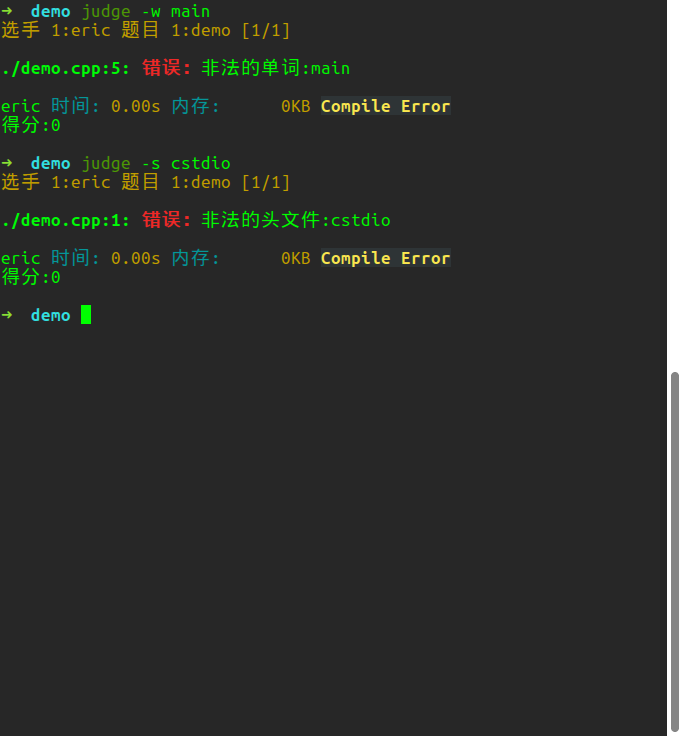 ➜ demo judge -w main
选手 1:eric 题目 1:demo [1/1]
./demo.cpp:5: 错误: 非法的单词:main
eric 时间: 0.00s 内存: 0KB Compile Error
得分:0
➜ demo judge -s cstdio
选手 1:eric 题目 1:demo [1/1]
./demo.cpp:1: 错误: 非法的头文件:cstdio
eric 时间: 0.00s 内存: 0KB Compile Error
得分:0
➜ demo